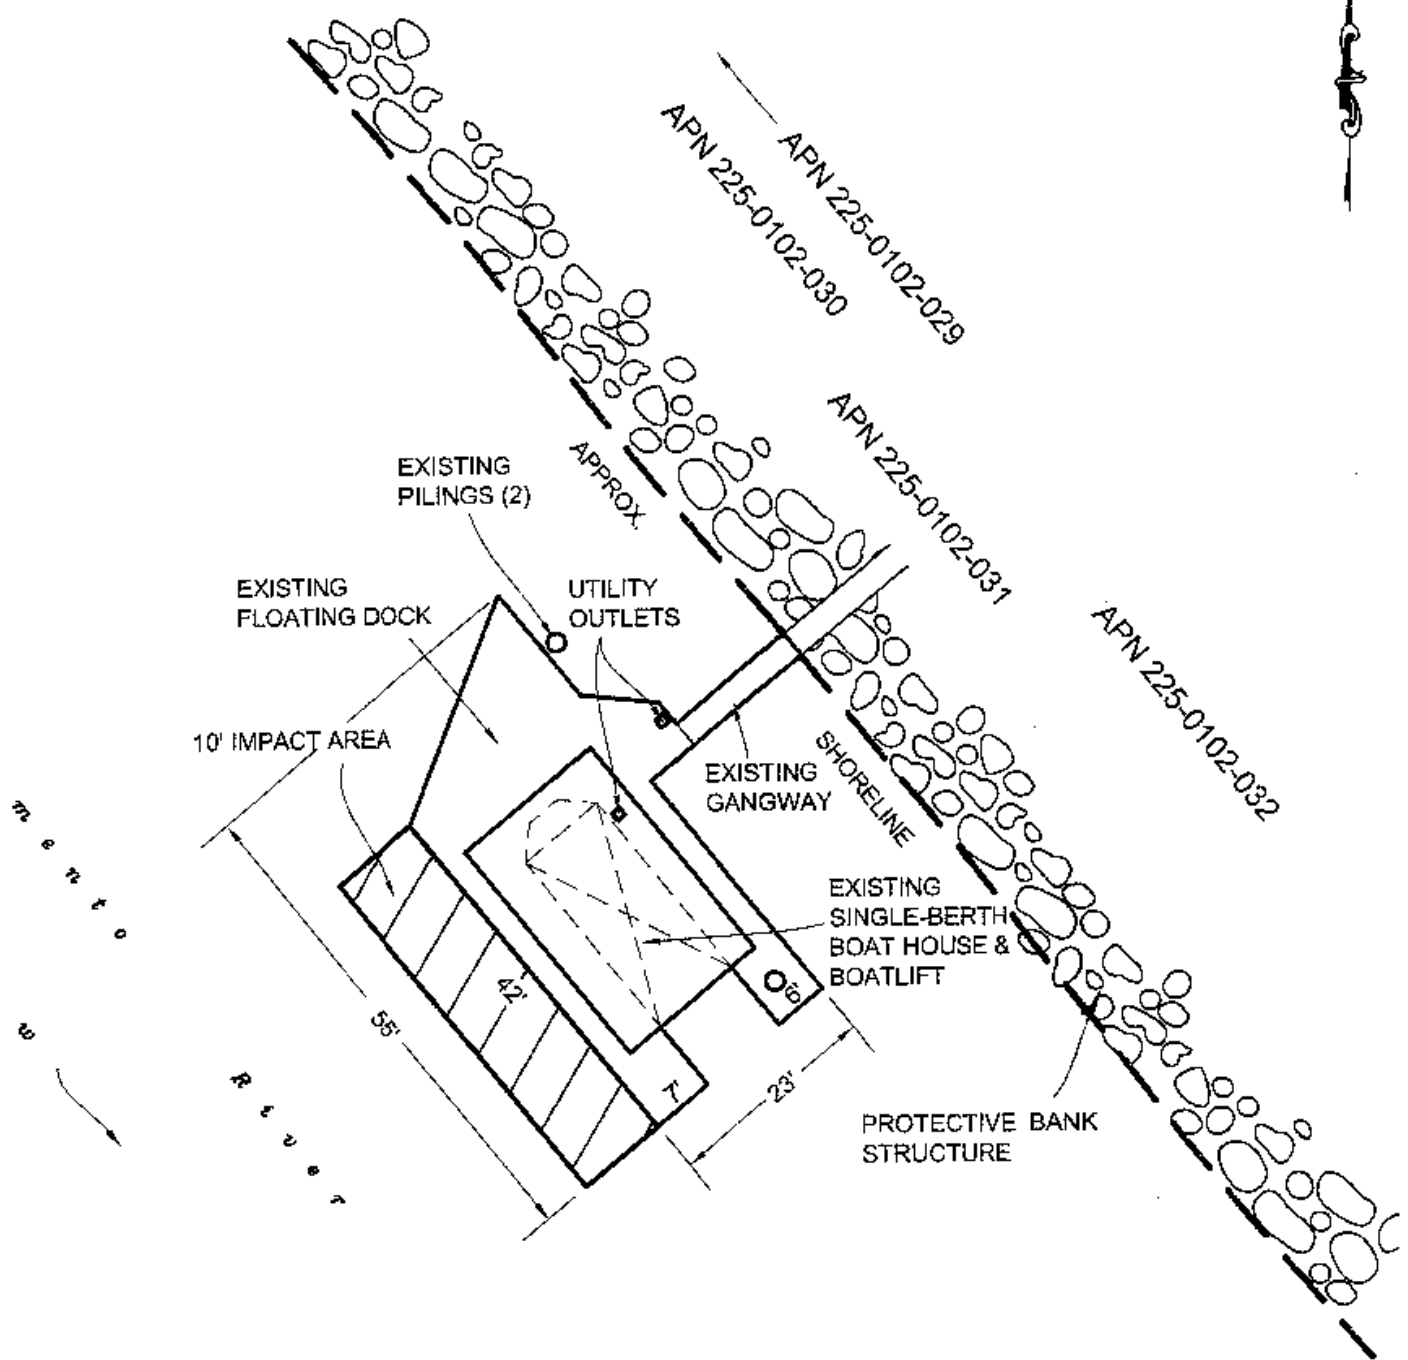 APN 225-0102-029
APN 225-0102-030
APN 225-0102-031
APN 225-0102-032
EXISTING
PILINGS (2)
APPROX.
SHORELINE
EXISTING
FLOATING DOCK
UTILITY
OUTLETS
10' IMPACT AREA
EXISTING
GANGWAY
EXISTING
SINGLE-BERTH
BOAT HOUSE &
BOATLIFT
6'
42'
55'
7'
23'
PROTECTIVE BANK
STRUCTURE
mento
River